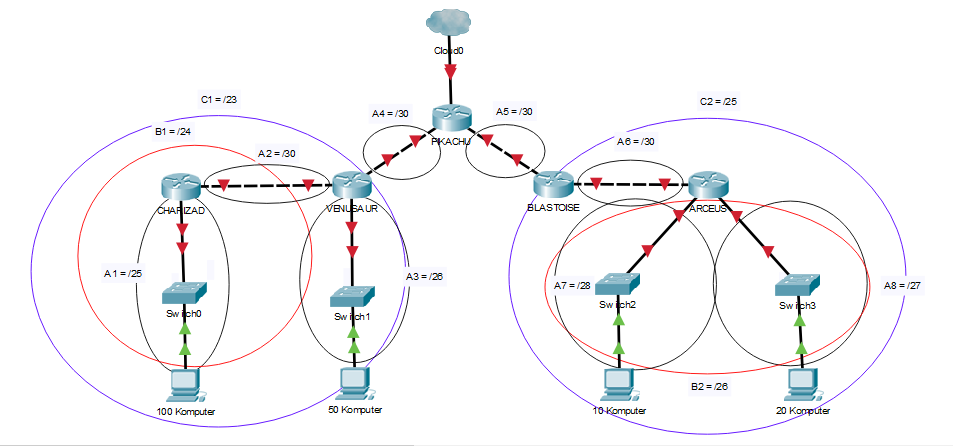 Cloud0
C1 = /23
C2 = /25
A4 = /30
A5 = /30
B1 = /24
PIKACHU
A6 = /30
A2 = /30
CHARIZAD
VENUSAUR
BLASTOISE
ARCEUS
A1 = /25
A3 = /26
A7 = /28
A8 = /27
Switch0
Switch1
Switch2
Switch3
B2 = /26
100 Komputer
50 Komputer
10 Komputer
20 Komputer